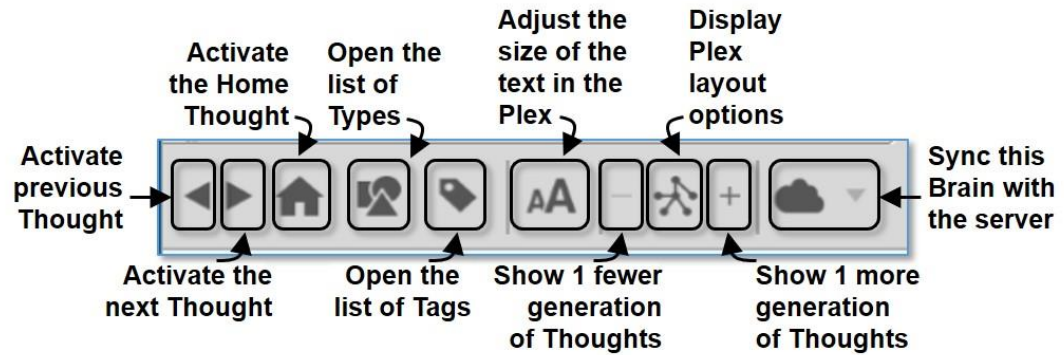 Activate
the Home
Thought
Open the
list of
Types
Adjust the
size of the
text in the
Plex
Display
Plex
layout
options
Activate
previous
Thought
AA
Sync this
Brain with
the server
Activate the
next Thought
Open the
list of Tags
Show 1 fewer
generation
of Thoughts
Show 1 more
generation
of Thoughts